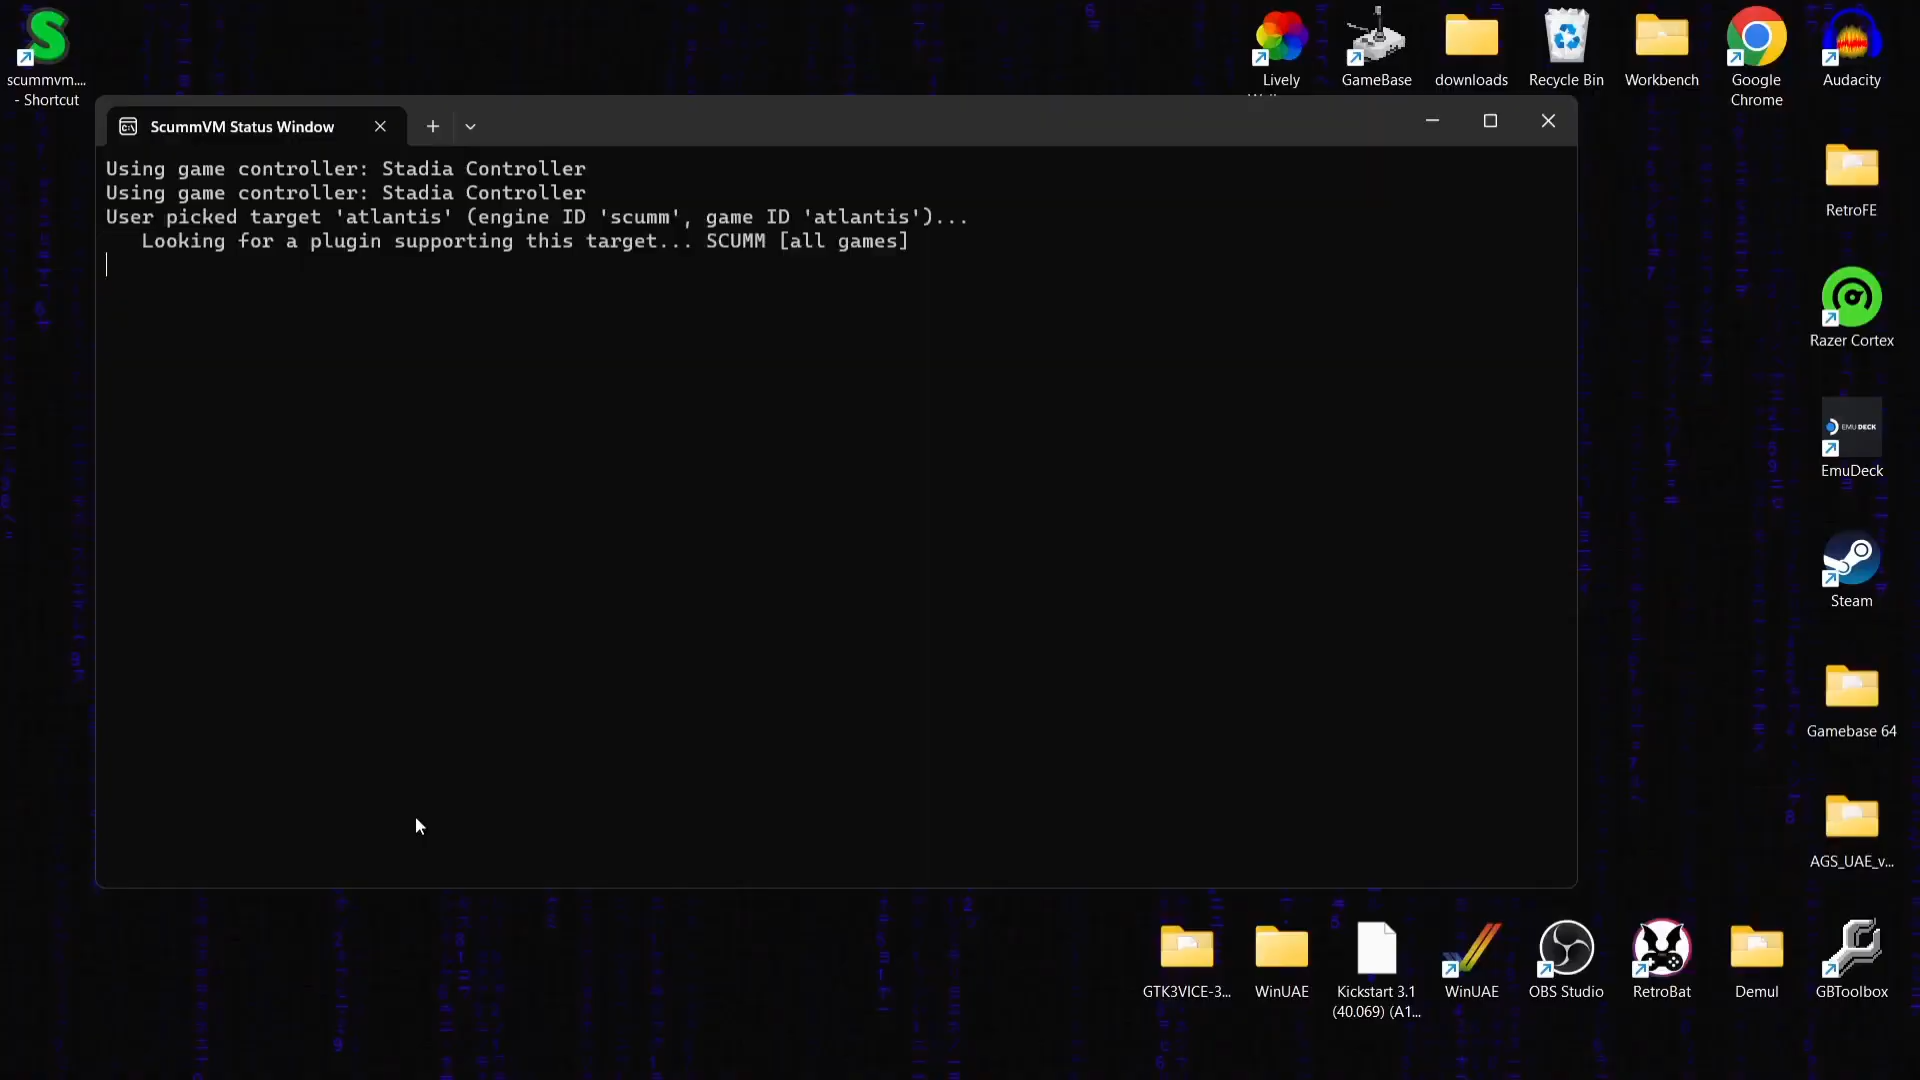 scummvm....
- Shortcut
Lively
GameBase
downloads
Recycle Bin
Workbench
Google
Chrome
Audacity
ScummVM Status Window
Using game controller: Stadia Controller
Using game controller: Stadia Controller
User picked target 'atlantis' (engine ID 'scumm', game ID 'atlantis')...
Looking for a plugin supporting this target... SCUMM [all games]
RetroFE
Razer Cortex
EMU DECK
EmuDeck
Steam
Gamebase 64
AGS_UAE_v...
GTK3VICE-3...
WinUAE
Kickstart 3.1
(40.069) (A1...
WinUAE
OBS Studio
RetroBat
Demul
GBToolbox